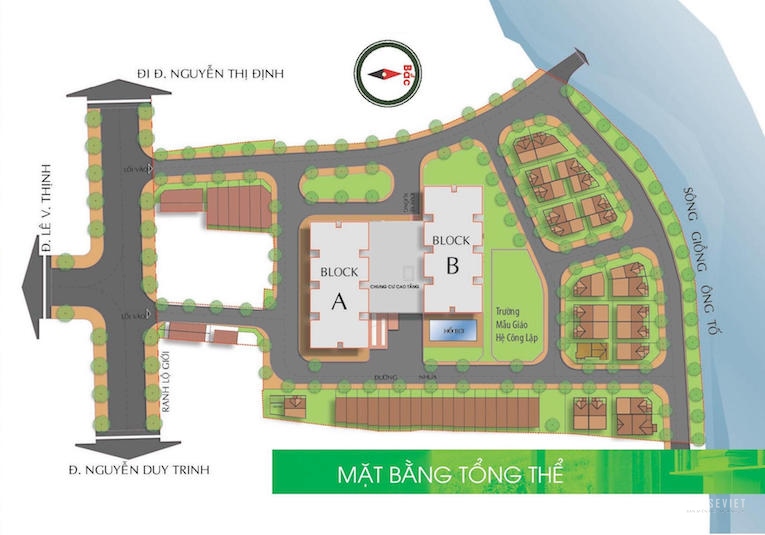 Bắc
ĐI Đ. NGUYỄN THỊ ĐỊNH
LỐI VÀO
Đ. LÊ V. THỊNH
SÔNG GIỒNG ÔNG TỐ
BLOCK
B
BLOCK
A
CHUNG CƯ CAO TẦNG
Trường
Mẫu Giáo
Hệ Công Lập
HỒ BƠI
LỐI VÀO
RANH LỘ GIỚI
ĐƯỜNG NHỰA
Đ. NGUYỄN DUY TRINH
MẶT BẰNG TỔNG THỂ